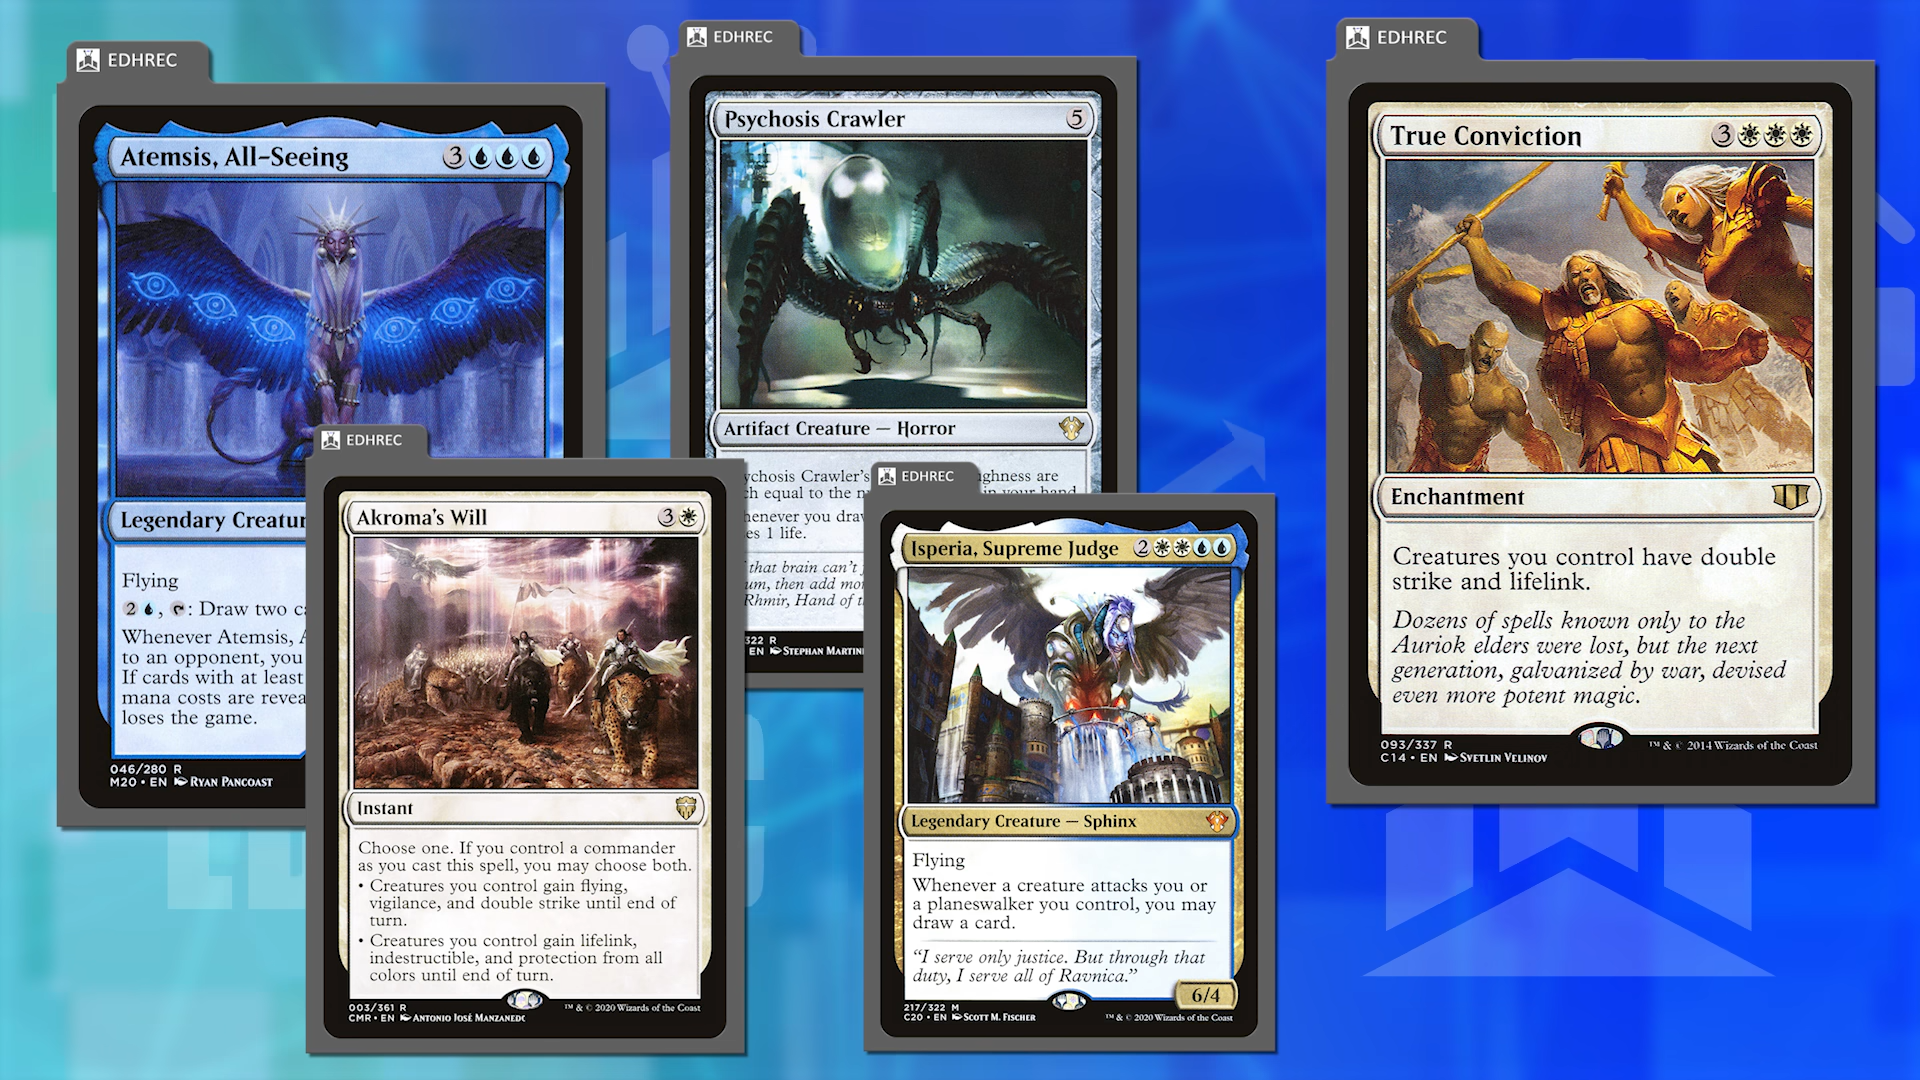 EDHREC
Atemsis, All-Seeing 3
Legendary Creatur
Flying
2 , : Draw two c
Whenever Atemsis,
to an opponent, you
If cards with at least
mana costs are revea
loses the game.
046/280 R
M20 • EN Ryan Pancoast
EDHREC
Akroma's Will 3
Instant
Choose one. If you control a commander
as you cast this spell, you may choose both.
• Creatures you control gain flying,
vigilance, and double strike until end of
turn.
• Creatures you control gain lifelink,
indestructible, and protection from all
colors until end of turn.
003/361 R
CMR • EN Antonio José Manzanedo
™ & © 2020 Wizards of the Coast
EDHREC
Psychosis Crawler 5
Artifact Creature — Horror
ychosis Crawler's ughness are
ch equal to the n in your hand
henever you draw
es 1 life.
that brain can't
um, then add mo
Rhmir, Hand of t
322 R
EN Stephan Martin
EDHREC
Isperia, Supreme Judge 2
Legendary Creature — Sphinx
Flying
Whenever a creature attacks you or
a planeswalker you control, you may
draw a card.
"I serve only justice. But through that
duty, I serve all of Ravnica."
6/4
217/322 M
C20 • EN Scott M. Fischer
™ & © 2020 Wizards of the Coast
EDHREC
True Conviction 3
Enchantment
Creatures you control have double
strike and lifelink.
Dozens of spells known only to the
Auriok elders were lost, but the next
generation, galvanized by war, devised
even more potent magic.
093/337 R
C14 • EN Svetlin Velinov
™ & © 2014 Wizards of the Coast